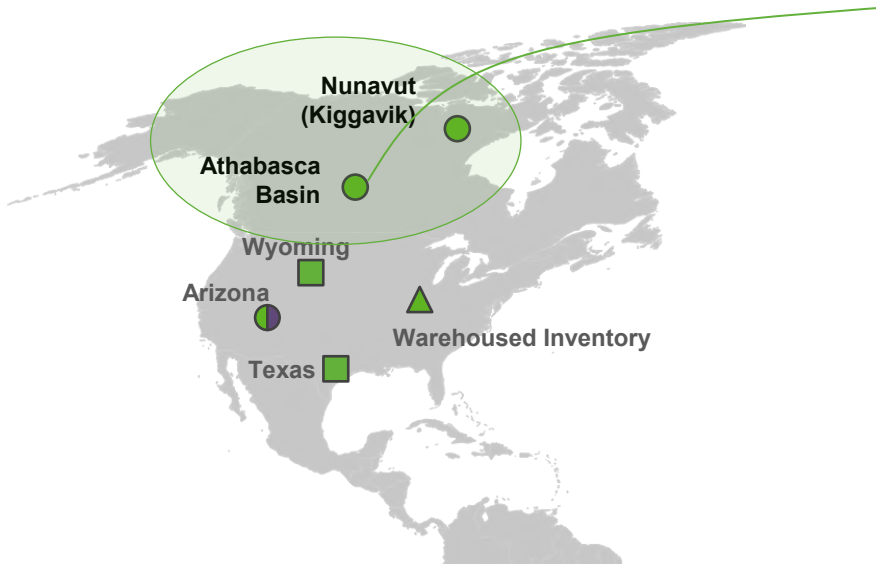 Nunavut
(Kiggavik)
Athabasca
Basin
Wyoming
Arizona
Warehoused Inventory
Texas